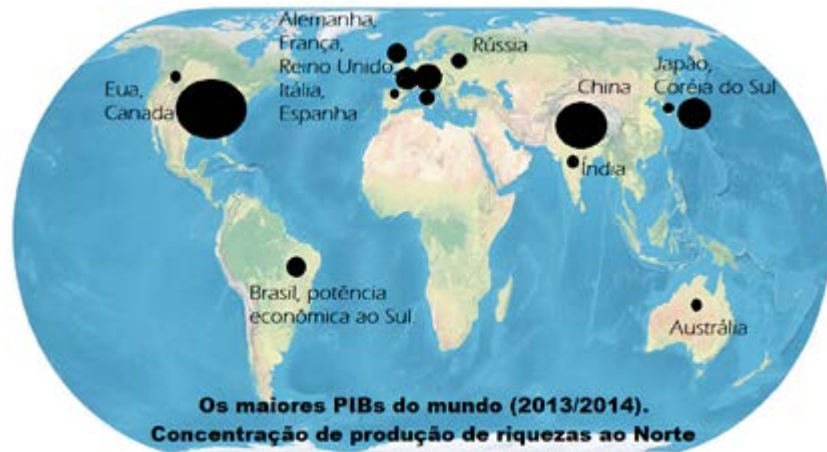 Alemanha,
França,
Reino Unido,
Itália,
Espanha
Rússia
Eua,
Canada
China
Japão,
Coréia do Sul
Índia
Brasil, potência
econômica ao Sul
Austrália
Os maiores PIBs do mundo (2013/2014).
Concentração de produção de riquezas ao Norte